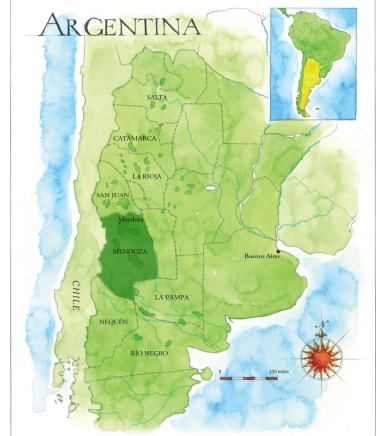 ARGENTINA
SALTA
CATAMARCA
LA RIOJA
SAN JUAN
Mendoza
MENDOZA
Buenos Aires
CHILE
LA PAMPA
NEQUÉN
RÍO NEGRO
N
0 250 miles